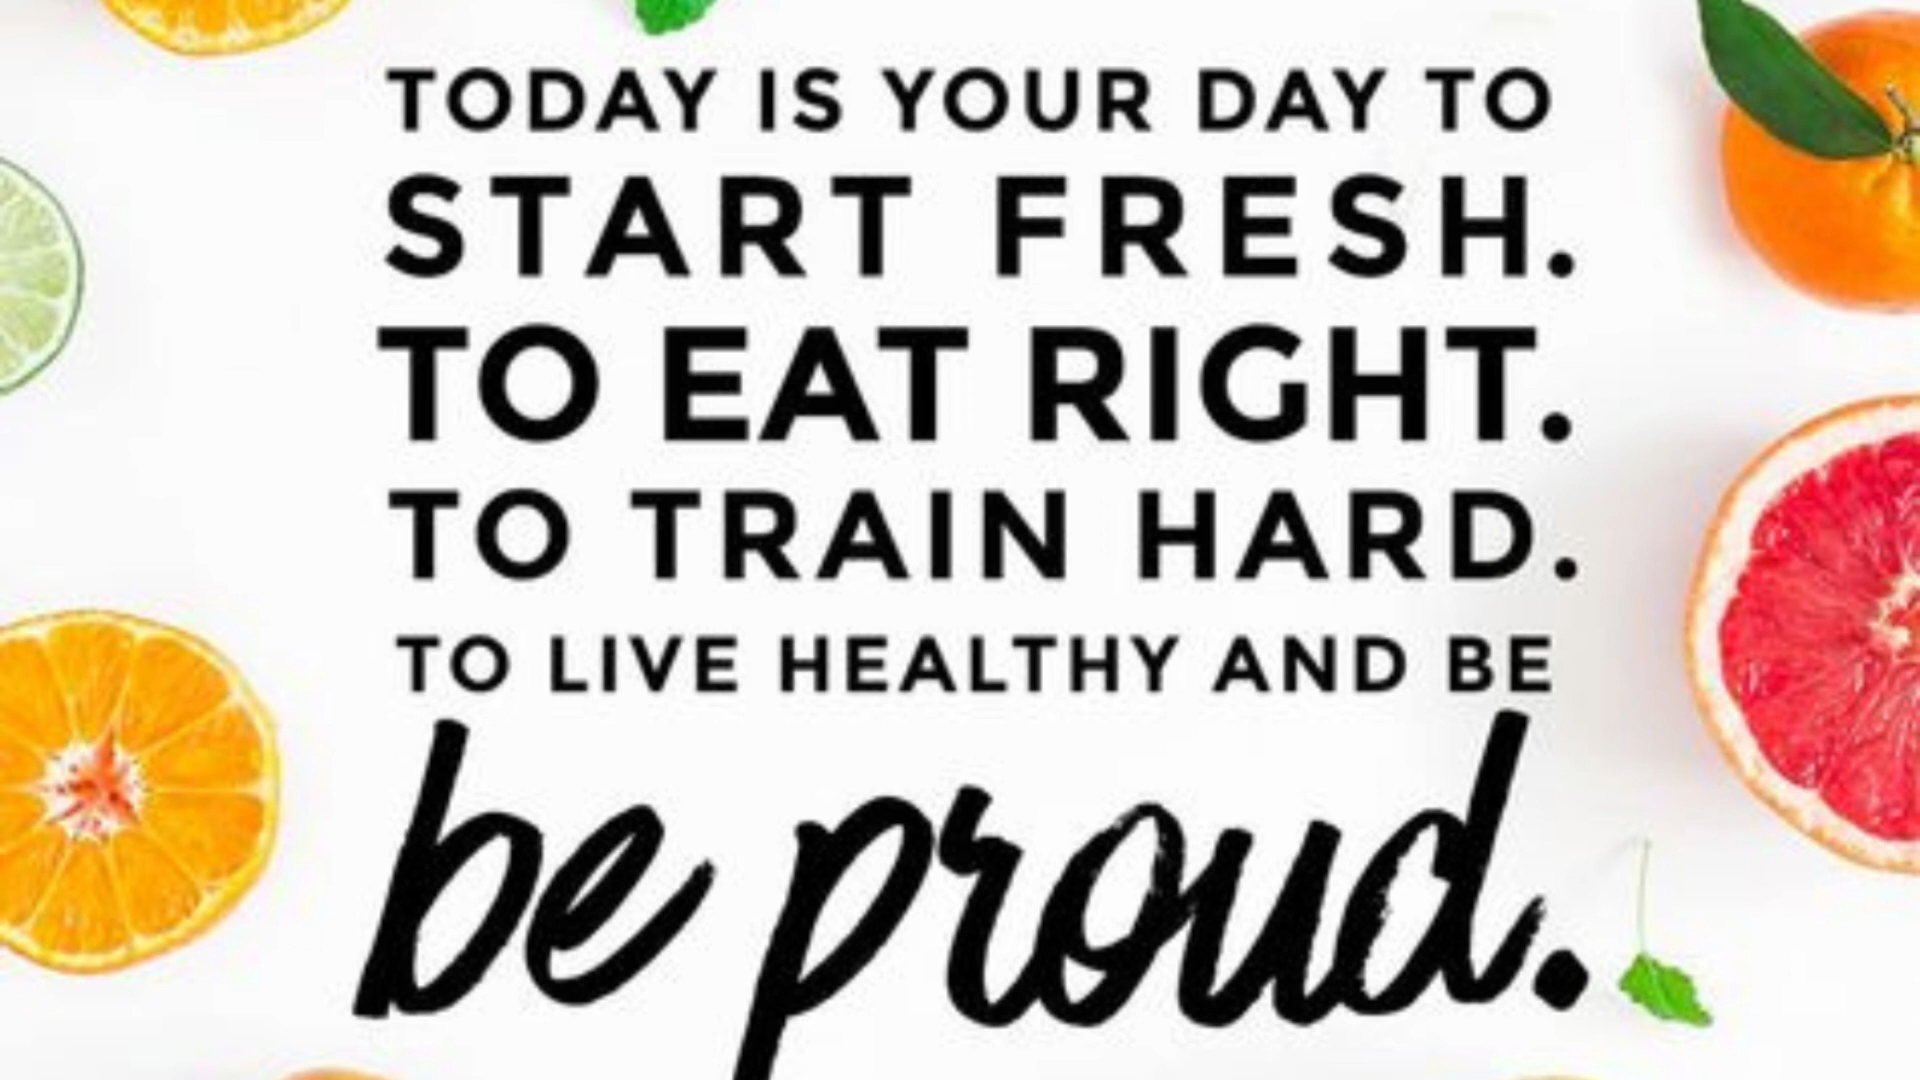 TODAY IS YOUR DAY TO
START FRESH.
TO EAT RIGHT.
TO TRAIN HARD.
TO LIVE HEALTHY AND BE
be proud.